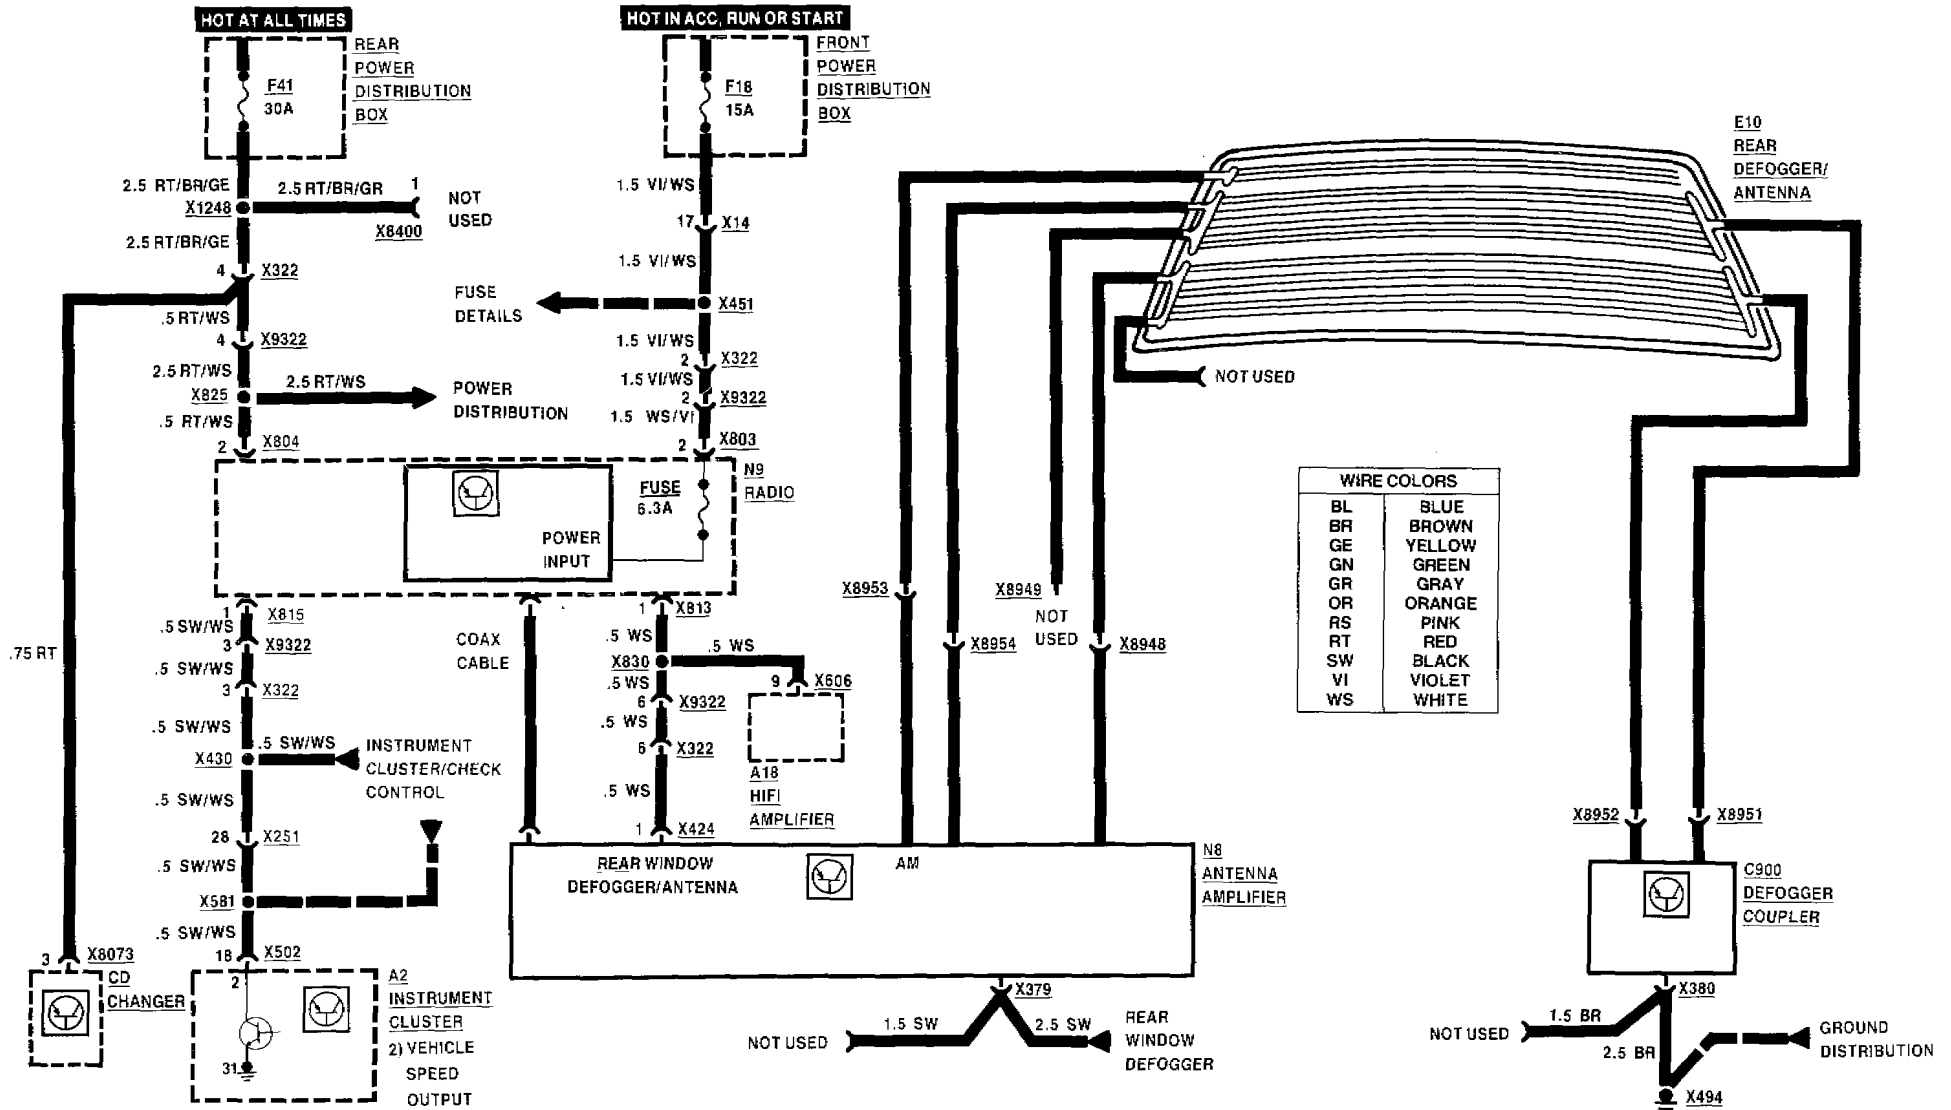 HOT AT ALL TIMES
HOT IN ACC, RUN OR START
REAR
POWER
DISTRIBUTION
BOX
F41
30A
FRONT
POWER
DISTRIBUTION
BOX
F18
15A
2.5 RT/BR/GE
X1248
2.5 RT/BR/GR
1
X8400
NOT
USED
2.5 RT/BR/GE
4
X322
.5 RT/WS
4
X9322
2.5 RT/WS
X825
2.5 RT/WS
POWER
DISTRIBUTION
.5 RT/WS
2
X804
1.5 VI/WS
17
X14
1.5 VI/WS
FUSE
DETAILS
X451
1.5 VI/WS
2
X322
1.5 VI/WS
2
X9322
1.5 WS/VI
2
X803
N9
RADIO
FUSE
6.3A
POWER
INPUT
E10
REAR
DEFOGGER/
ANTENNA
NOT USED
WIRE COLORS
BL BLUE
BR BROWN
GE YELLOW
GN GREEN
GR GRAY
OR ORANGE
RS PINK
RT RED
SW BLACK
VI VIOLET
WS WHITE
.75 RT
1
X815
.5 SW/WS
3
X9322
.5 SW/WS
3
X322
.5 SW/WS
X430
.5 SW/WS
INSTRUMENT
CLUSTER/CHECK
CONTROL
.5 SW/WS
28
X251
.5 SW/WS
X581
.5 SW/WS
18
X502
COAX
CABLE
1
X813
.5 WS
X830
.5 WS
9
X606
.5 WS
6
X9322
.5 WS
6
X322
.5 WS
1
X424
A18
HIFI
AMPLIFIER
X8953
X8954
X8949
NOT
USED
X8948
REAR WINDOW
DEFOGGER/ANTENNA
AM
N8
ANTENNA
AMPLIFIER
X8952
X8951
C900
DEFOGGER
COUPLER
3
X8073
CD
CHANGER
2
31
A2
INSTRUMENT
CLUSTER
2) VEHICLE
SPEED
OUTPUT
X379
NOT USED
1.5 SW
2.5 SW
REAR
WINDOW
DEFOGGER
X380
NOT USED
1.5 BR
2.5 BR
GROUND
DISTRIBUTION
X494